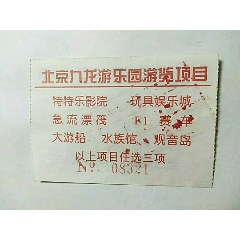 北京九龙游乐园游览项目
特特乐影院 玩具娱乐城
急流漂筏 F1 赛车
大游船 水族馆、观音岛
以上项目任选三项
No. 08321